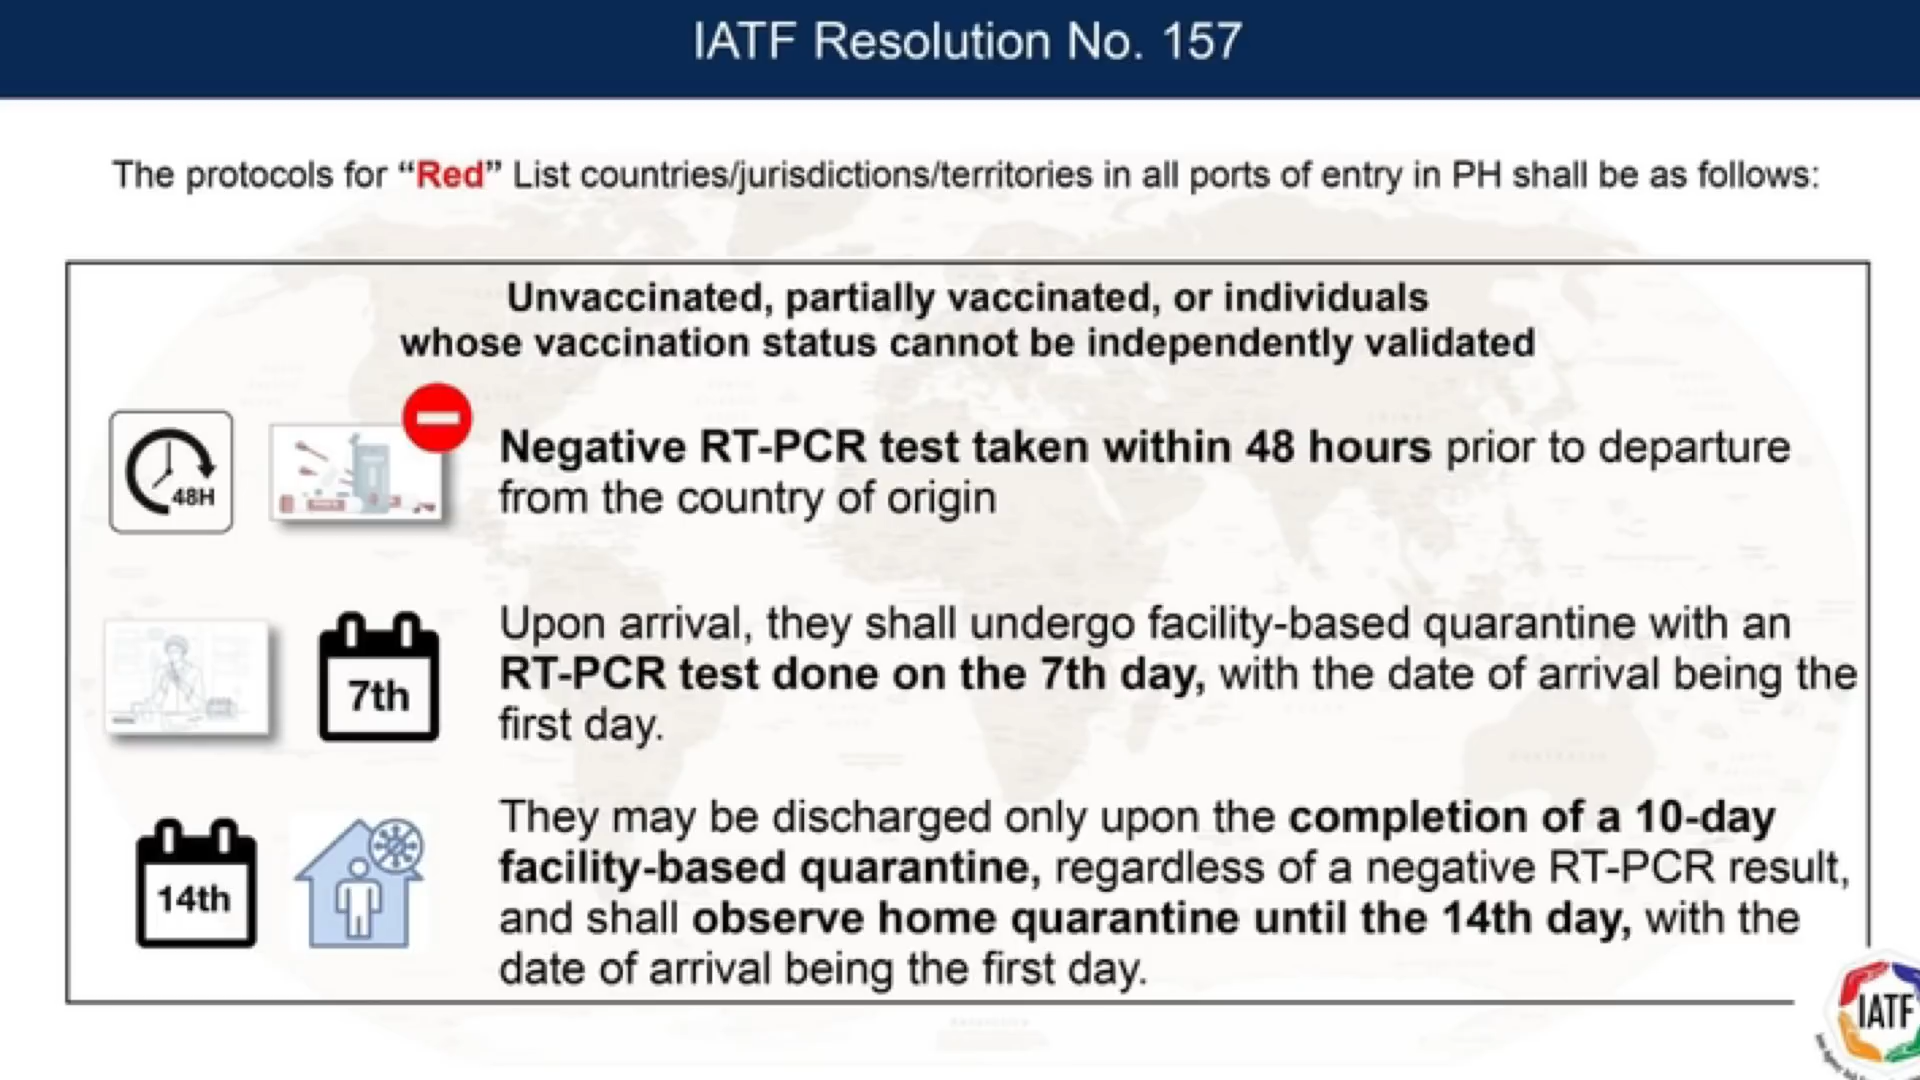 IATF Resolution No. 157
The protocols for “Red” List countries/jurisdictions/territories in all ports of entry in PH shall be as follows:
Unvaccinated, partially vaccinated, or individuals
whose vaccination status cannot be independently validated
48H
Negative RT-PCR test taken within 48 hours prior to departure
from the country of origin
7th
Upon arrival, they shall undergo facility-based quarantine with an
RT-PCR test done on the 7th day, with the date of arrival being the
first day.
14th
They may be discharged only upon the completion of a 10-day
facility-based quarantine, regardless of a negative RT-PCR result,
and shall observe home quarantine until the 14th day, with the
date of arrival being the first day.
IATF